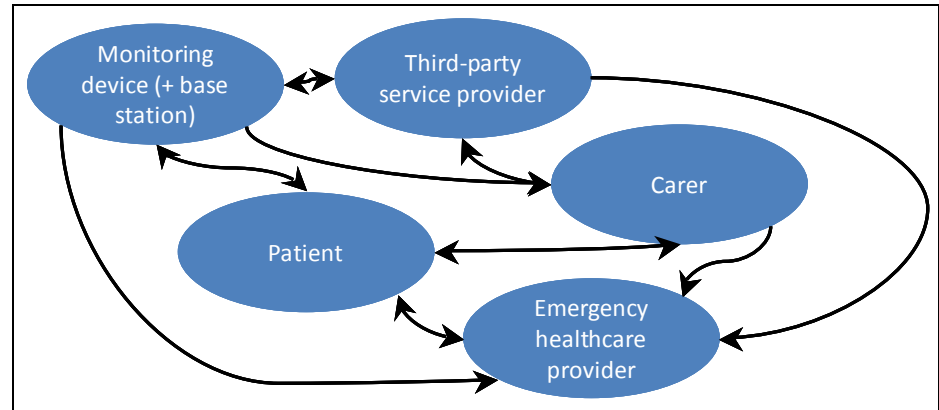 Monitoring
device (+ base
station)
Third-party
service provider
Carer
Patient
Emergency
healthcare
provider